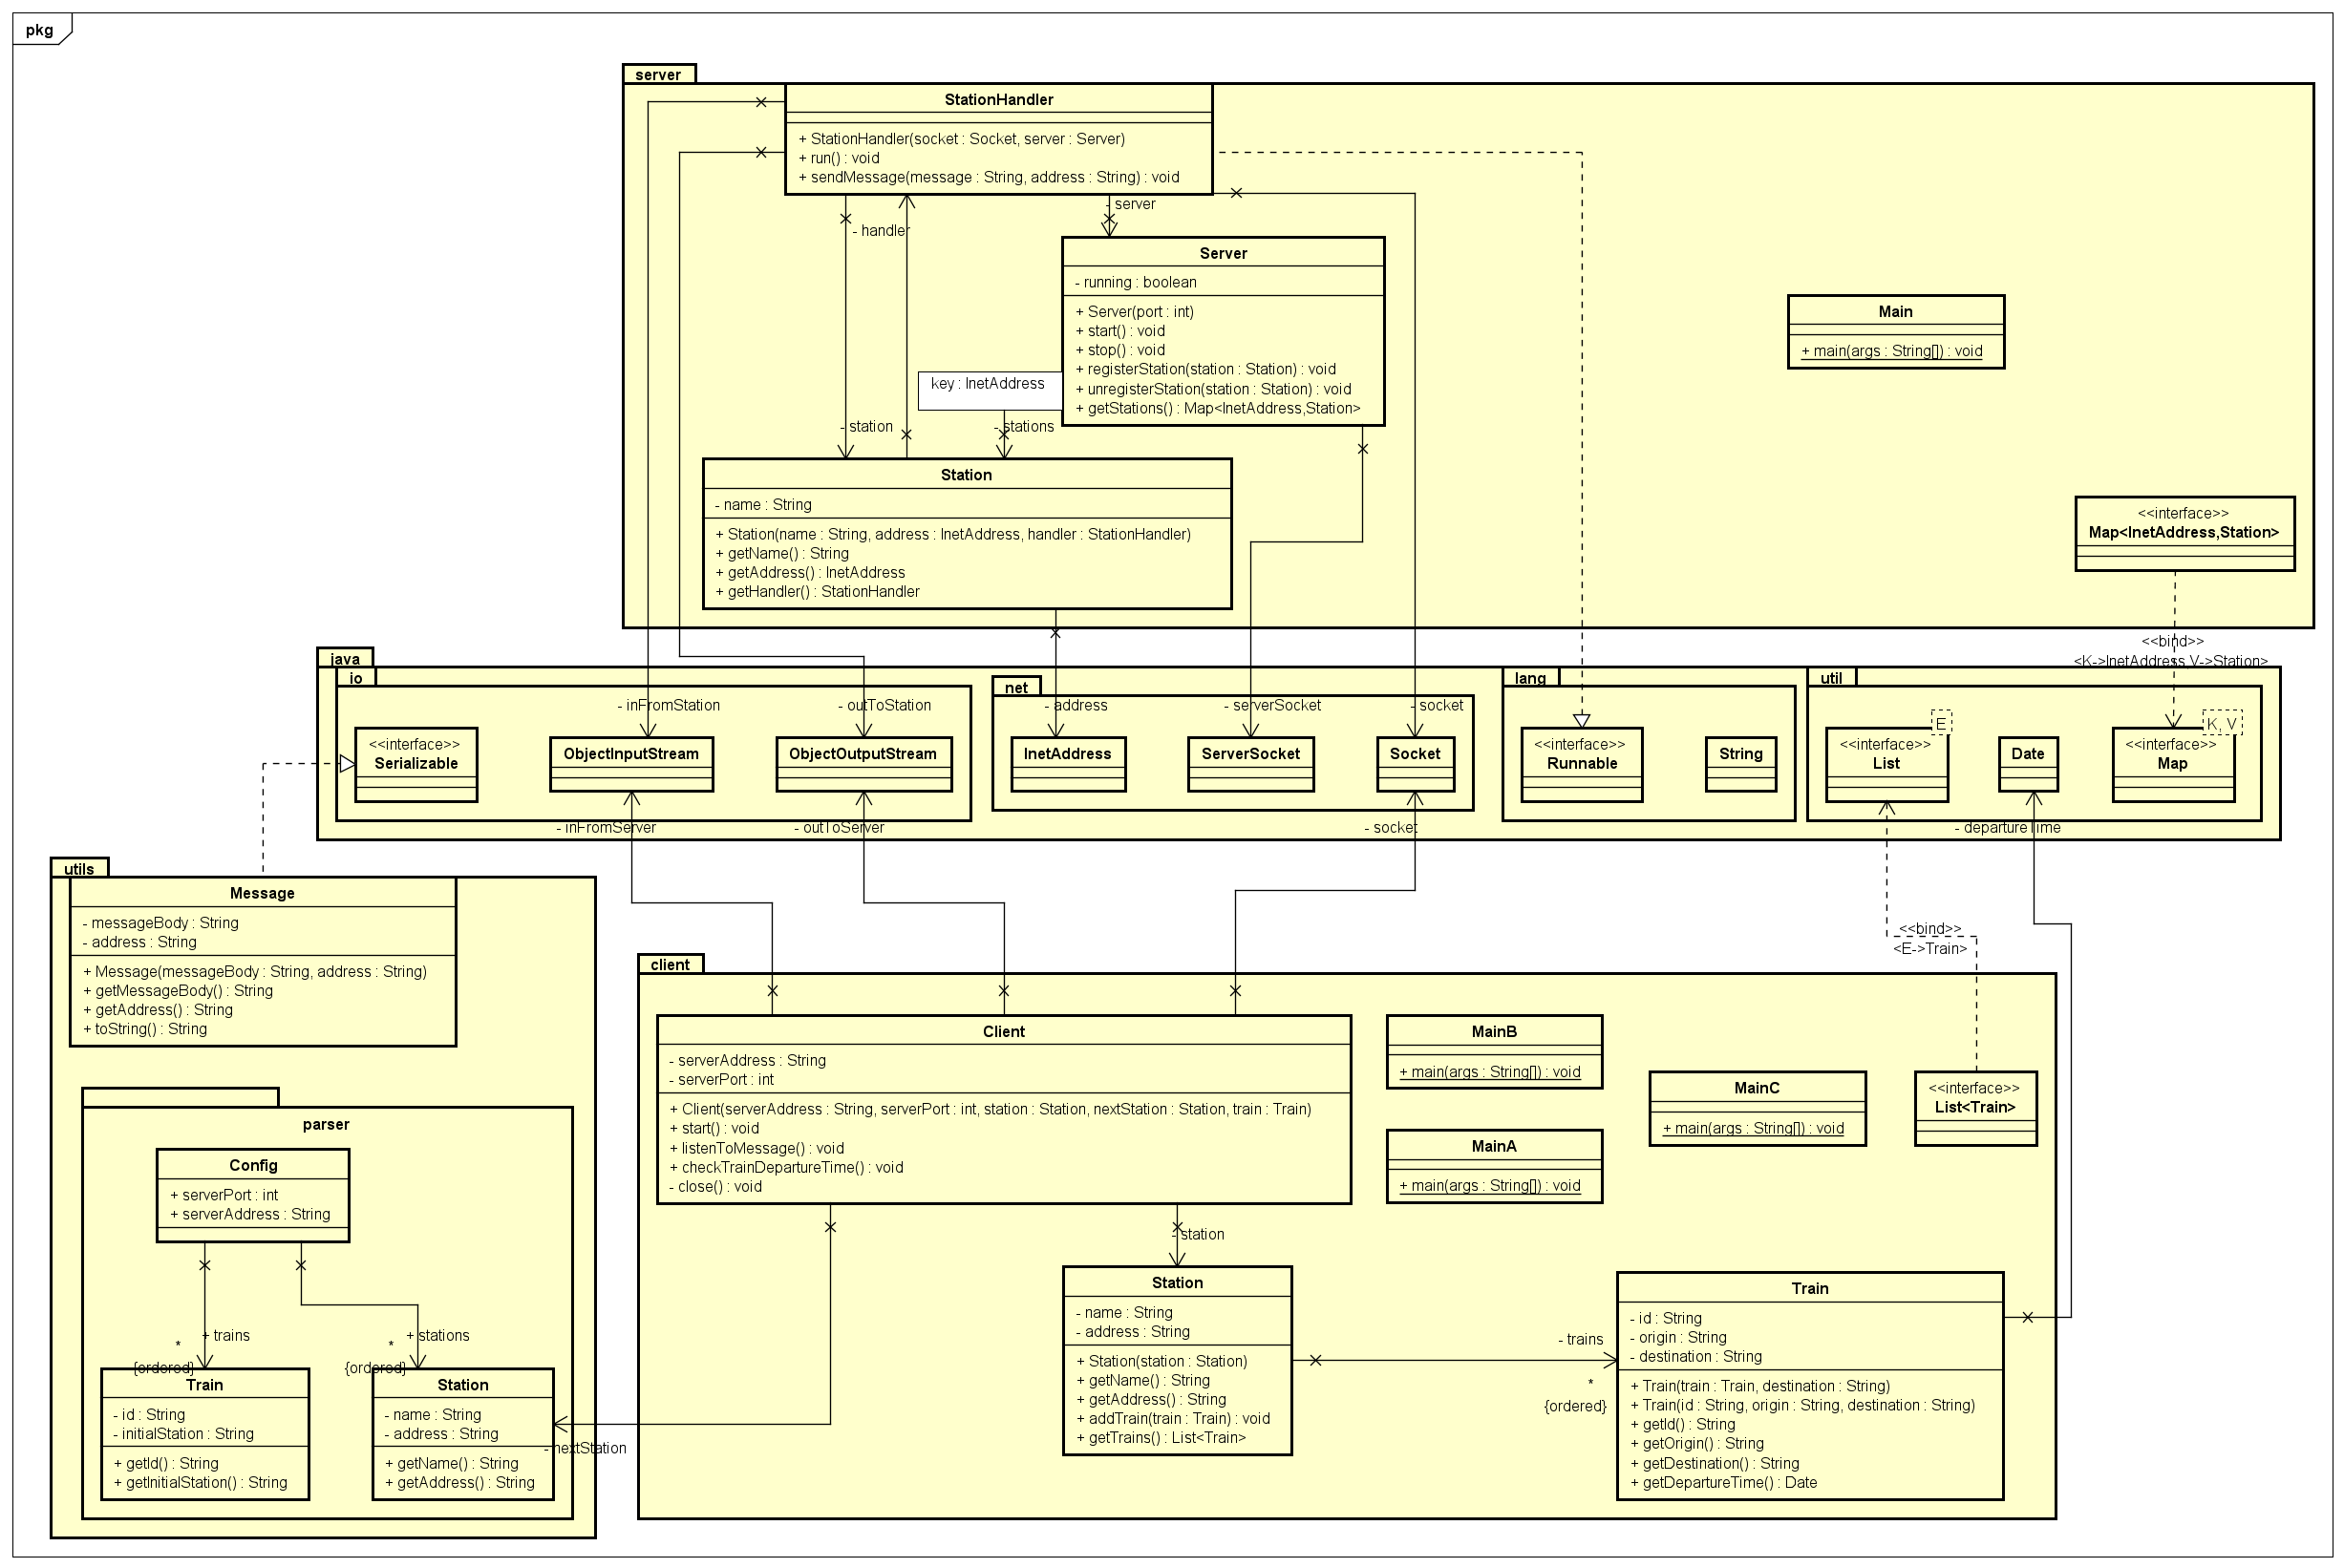 pkg
server
StationHandler
+ StationHandler(socket : Socket, server : Server)
+ run() : void
+ sendMessage(message : String, address : String) : void
- server
- handler
Server
- running : boolean
+ Server(port : int)
+ start() : void
+ stop() : void
+ registerStation(station : Station) : void
+ unregisterStation(station : Station) : void
+ getStations() : Map<InetAddress,Station>
Main
+ main(args : String[]) : void
key : InetAddress
- station
- stations
Station
- name : String
+ Station(name : String, address : InetAddress, handler : StationHandler)
+ getName() : String
+ getAddress() : InetAddress
+ getHandler() : StationHandler
<<interface>>
Map<InetAddress,Station>
<<bind>>
<K->InetAddress,V->Station>
java
io
- inFromStation
- outToStation
<<interface>>
Serializable
ObjectInputStream
ObjectOutputStream
- inFromServer
- outToServer
net
- address
- serverSocket
- socket
InetAddress
ServerSocket
Socket
- socket
lang
<<interface>>
Runnable
String
util
E
<<interface>>
List
Date
K, V
<<interface>>
Map
- departureTime
<<bind>>
<E->Train>
utils
Message
- messageBody : String
- address : String
+ Message(messageBody : String, address : String)
+ getMessageBody() : String
+ getAddress() : String
+ toString() : String
parser
Config
+ serverPort : int
+ serverAddress : String
+ trains
*
{ordered}
+ stations
*
{ordered}
Train
- id : String
- initialStation : String
+ getId() : String
+ getInitialStation() : String
Station
- name : String
- address : String
+ getName() : String
+ getAddress() : String
- nextStation
client
Client
- serverAddress : String
- serverPort : int
+ Client(serverAddress : String, serverPort : int, station : Station, nextStation : Station, train : Train)
+ start() : void
+ listenToMessage() : void
+ checkTrainDepartureTime() : void
- close() : void
MainB
+ main(args : String[]) : void
MainC
+ main(args : String[]) : void
MainA
+ main(args : String[]) : void
<<interface>>
List<Train>
- station
Station
- name : String
- address : String
+ Station(station : Station)
+ getName() : String
+ getAddress() : String
+ addTrain(train : Train) : void
+ getTrains() : List<Train>
- trains
*
{ordered}
Train
- id : String
- origin : String
- destination : String
+ Train(train : Train, destination : String)
+ Train(id : String, origin : String, destination : String)
+ getId() : String
+ getOrigin() : String
+ getDestination() : String
+ getDepartureTime() : Date